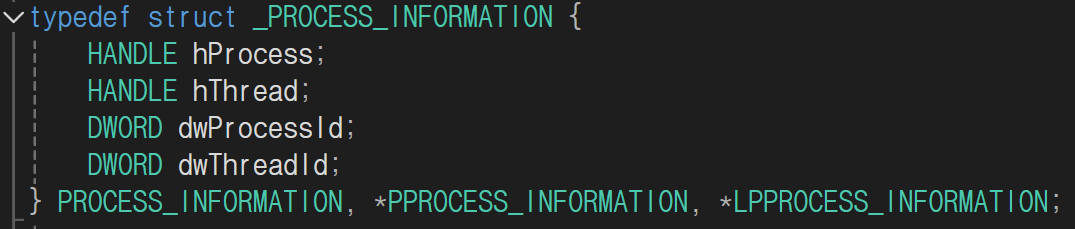 typedef struct _PROCESS_INFORMATION {
HANDLE hProcess;
HANDLE hThread;
DWORD dwProcessId;
DWORD dwThreadId;
} PROCESS_INFORMATION, *PPROCESS_INFORMATION, *LPPROCESS_INFORMATION;